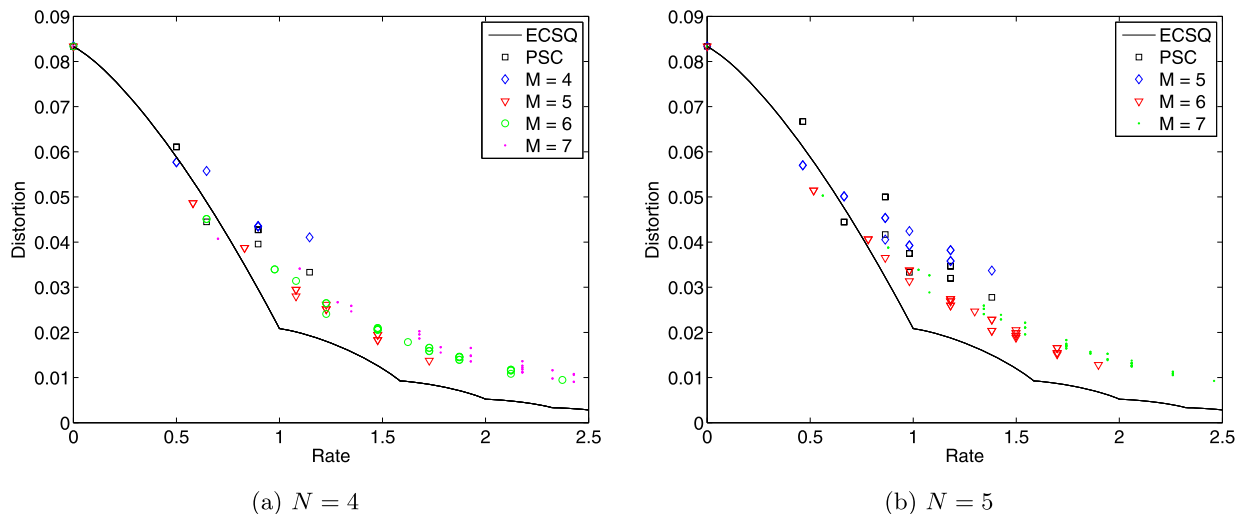 0.09
0.08
0.07
0.06
0.05
0.04
0.03
0.02
0.01
0
Distortion
0
0.5
1
1.5
2
2.5
Rate
ECSQ
PSC
M = 4
M = 5
M = 6
M = 7
(a) N = 4
0.09
0.08
0.07
0.06
0.05
0.04
0.03
0.02
0.01
0
Distortion
0
0.5
1
1.5
2
2.5
Rate
ECSQ
PSC
M = 5
M = 6
M = 7
(b) N = 5